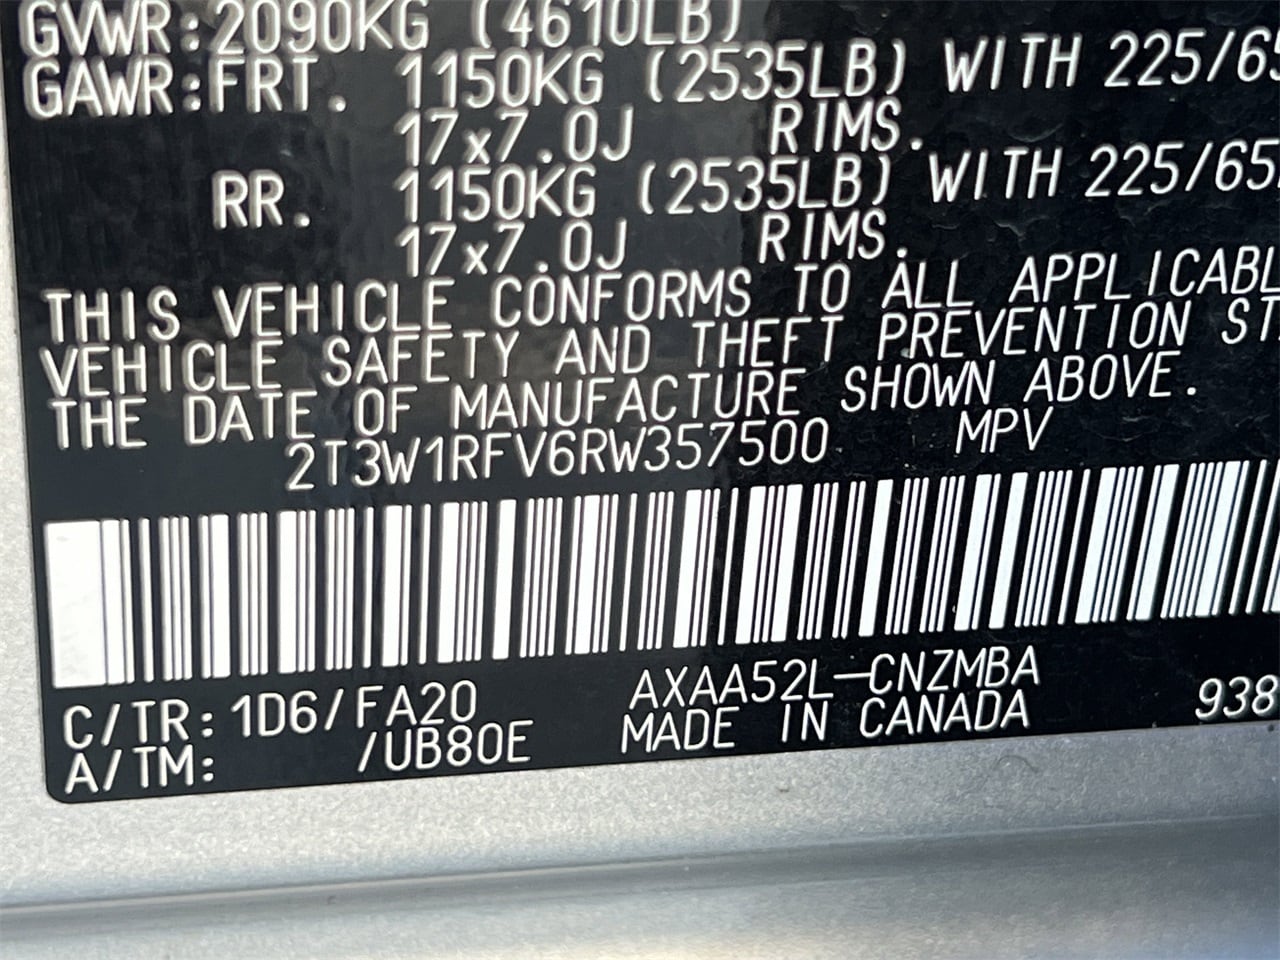 GVWR:2090KG (4610LB)
GAWR:FRT. 1150KG (2535LB) WITH 225/65
17x7.0J RIMS.
RR. 1150KG (2535LB) WITH 225/65
17x7.0J RIMS.
THIS VEHICLE CONFORMS TO ALL APPLICABL
VEHICLE SAFETY AND THEFT PREVENTION ST
THE DATE OF MANUFACTURE SHOWN ABOVE.
2T3W1RFV6RW357500 MPV
C/TR: 1D6/FA20 AXAA52L-CNZMBA
A/TM: /UB80E MADE IN CANADA 938